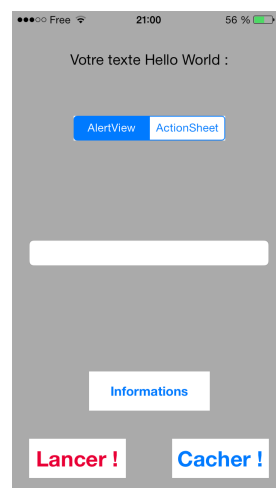 Free 21:00 56 %
Votre texte Hello World :
AlertView ActionSheet
Informations
Lancer ! Cacher !